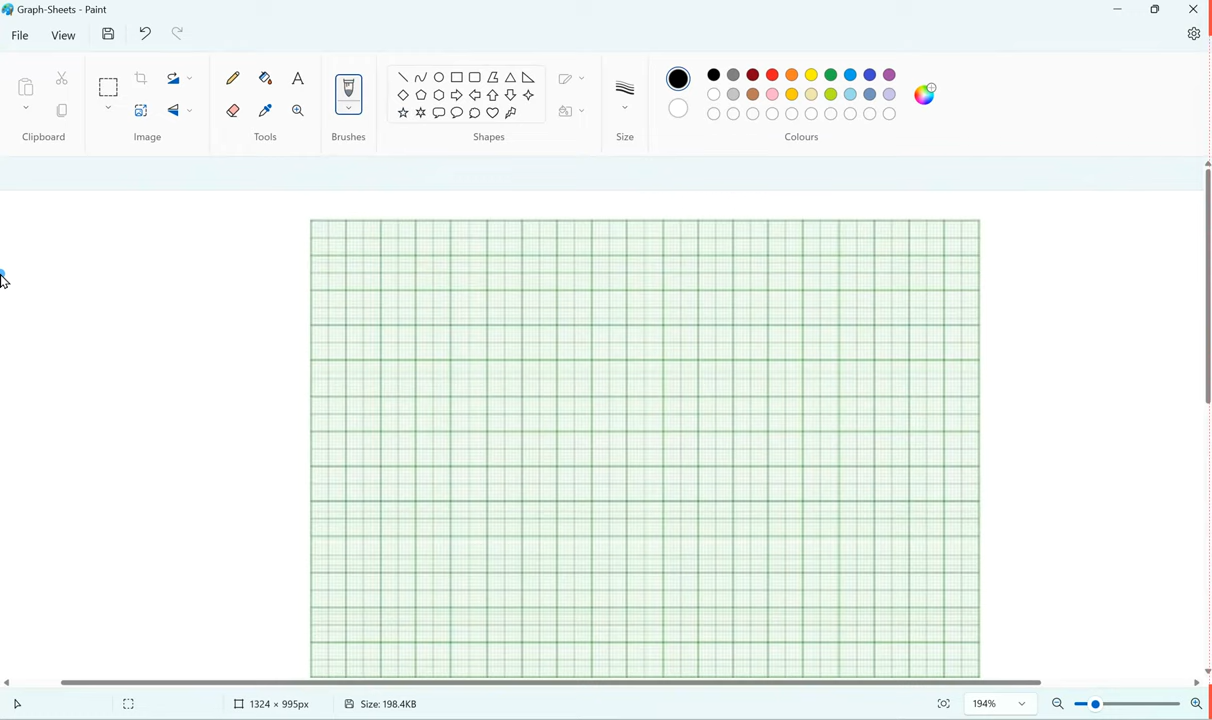 Graph-Sheets - Paint
File View
Clipboard
Image
A
Tools
Brushes
Shapes
Size
Colours
1324 × 995px
Size: 198.4KB
194%